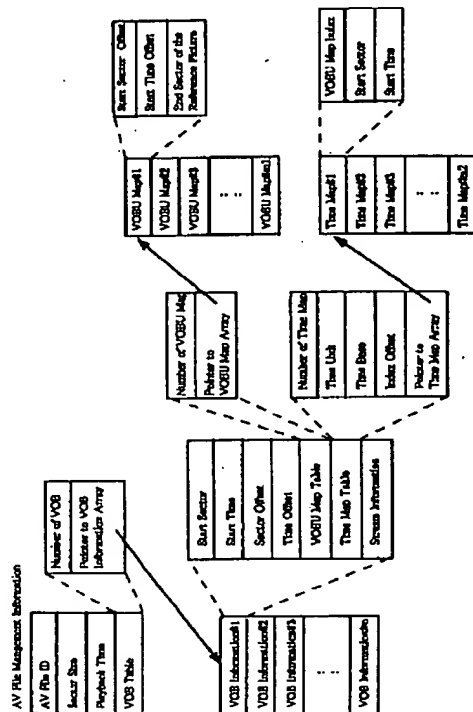 AV File Mangement Information
AV File ID
Sector Size
Playback Time
VOB Table
Number of VOB
Pointer to VOB
Information Array
VOB Information#1
VOB Information#2
VOB Information#3
: :
VOB Information#n
Start Sector
Start Time
Sector Offset
Time Offset
VOBU Map Table
Time Map Table
Stream Information
Number of VOBU Map
Pointer to
VOBU Map Array
Number of Time Map
Time Unit
Time Base
Index Offset
Pointer to
Time Map Array
VOBU Map#1
VOBU Map#2
VOBU Map#3
: :
VOBU Map#n1
Start Sector Offset
Start Time Offset
End Sector of the
Reference Picture
Time Map#1
Time Map#2
Time Map#3
: :
Time Map#n2
VOBU Map Index
Start Sector
Start Time